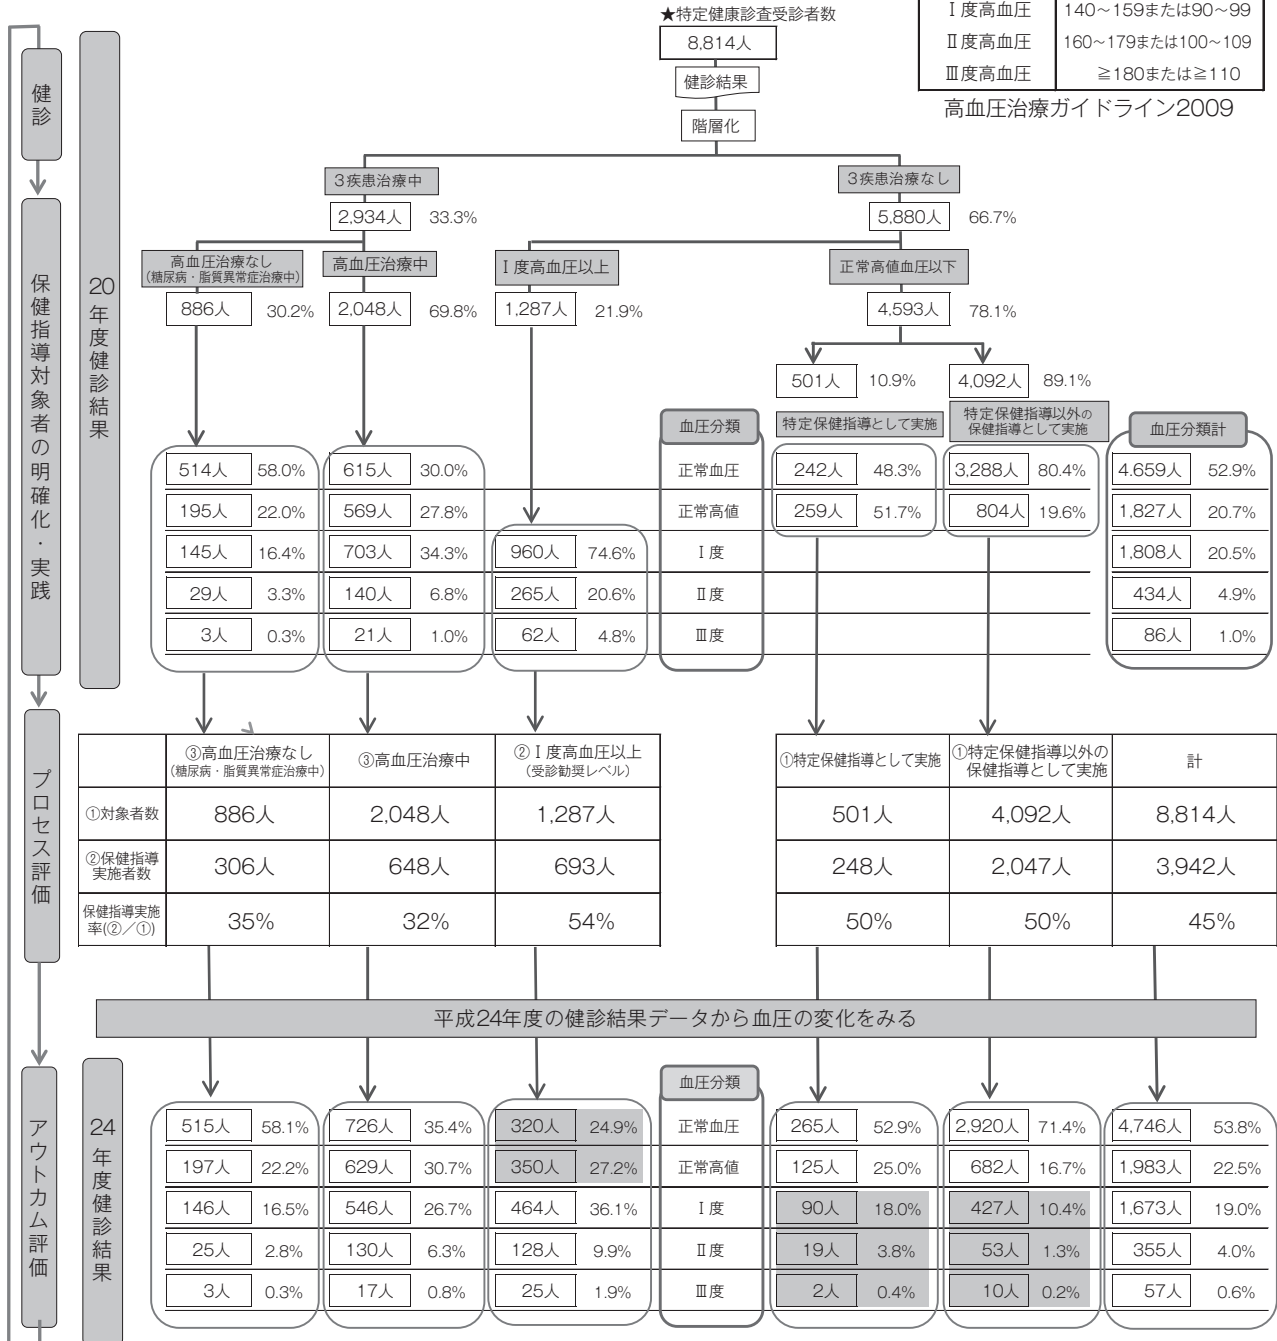 ★特定健康診査受診者数
8,814人
健診結果
階層化
Ⅰ度高血圧 140～159または90～99
Ⅱ度高血圧 160～179または100～109
Ⅲ度高血圧 ≧180または≧110
高血圧治療ガイドライン2009
健診
保健指導対象者の明確化・実践
プロセス評価
アウトカム評価
20年度健診結果
3疾患治療中 3疾患治療なし
2,934人 33.3% 5,880人 66.7%
高血圧治療なし
（糖尿病・脂質異常症治療中）
高血圧治療中 Ⅰ度高血圧以上 正常高値血圧以下
886人 30.2% 2,048人 69.8% 1,287人 21.9% 4,593人 78.1%
501人 10.9% 4,092人 89.1%
血圧分類 特定保健指導として実施
特定保健指導以外の
保健指導として実施
血圧分類計
514人 58.0% 615人 30.0% 正常血圧 242人 48.3% 3,288人 80.4% 4,659人 52.9%
195人 22.0% 569人 27.8% 正常高値 259人 51.7% 804人 19.6% 1,827人 20.7%
145人 16.4% 703人 34.3% 960人 74.6% Ⅰ度 1,808人 20.5%
29人 3.3% 140人 6.8% 265人 20.6% Ⅱ度 434人 4.9%
3人 0.3% 21人 1.0% 62人 4.8% Ⅲ度 86人 1.0%
③高血圧治療なし
（糖尿病・脂質異常症治療中）
③高血圧治療中
②Ⅰ度高血圧以上
（受診勧奨レベル）
①特定保健指導として実施
①特定保健指導以外の
保健指導として実施
計
①対象者数 886人 2,048人 1,287人 501人 4,092人 8,814人
②保健指導
実施者数
306人 648人 693人 248人 2,047人 3,942人
保健指導実施
率(②／①)
35% 32% 54% 50% 50% 45%
平成24年度の健診結果データから血圧の変化をみる
24年度健診結果
血圧分類
515人 58.1% 726人 35.4% 320人 24.9% 正常血圧 265人 52.9% 2,920人 71.4% 4,746人 53.8%
197人 22.2% 629人 30.7% 350人 27.2% 正常高値 125人 25.0% 682人 16.7% 1,983人 22.5%
146人 16.5% 546人 26.7% 464人 36.1% Ⅰ度 90人 18.0% 427人 10.4% 1,673人 19.0%
25人 2.8% 130人 6.3% 128人 9.9% Ⅱ度 19人 3.8% 53人 1.3% 355人 4.0%
3人 0.3% 17人 0.8% 25人 1.9% Ⅲ度 2人 0.4% 10人 0.2% 57人 0.6%